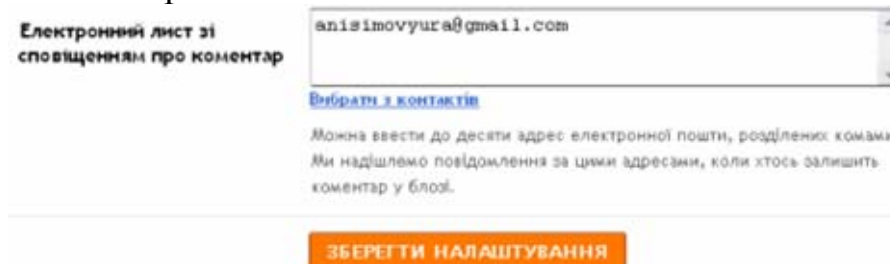 Електронний лист зі
сповіщенням про коментар
anisimovyura@gmail.com
Вибрати з контактів
Можна ввести до десяти адрес електронної пошти, розділених комами
Ми надішлемо повідомлення за цими адресами, коли хтось залишить
коментар у блозі.
ЗБЕРЕГТИ НАЛАШТУВАННЯ